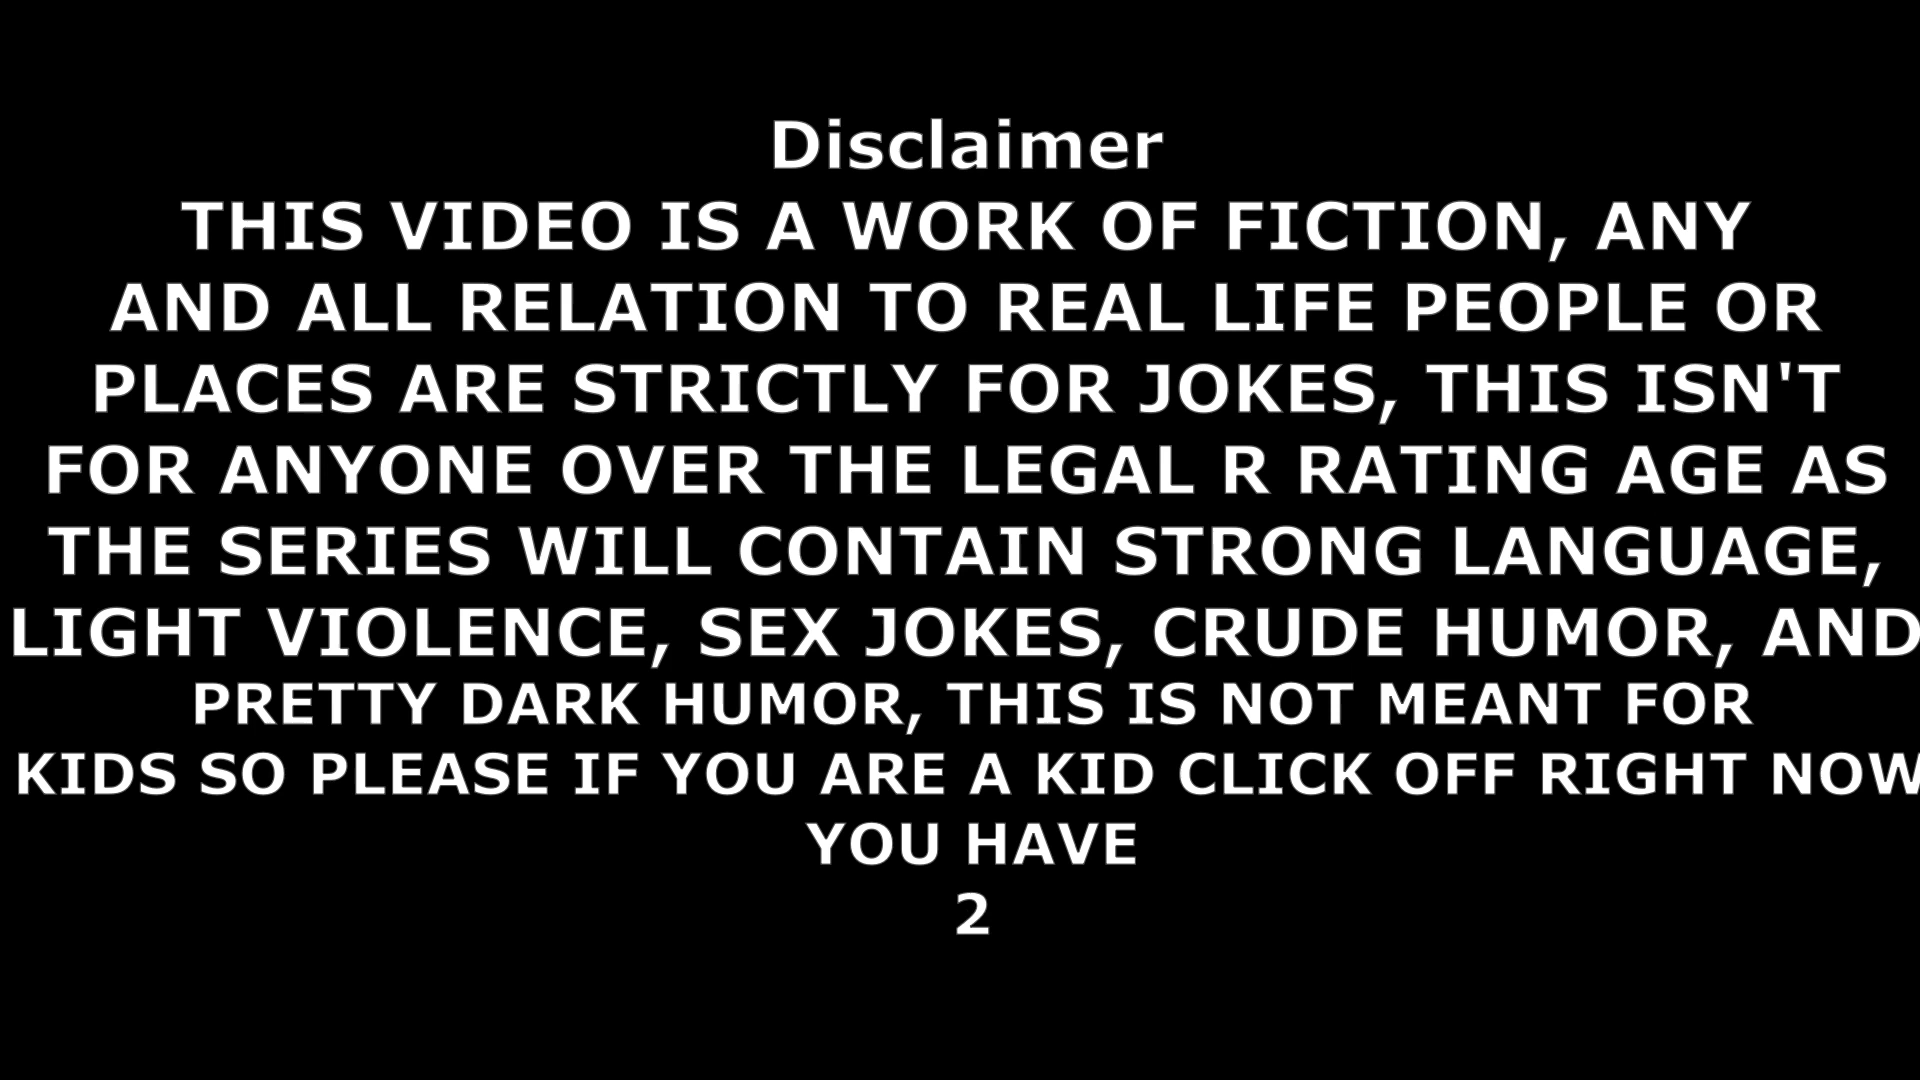 Disclaimer
THIS VIDEO IS A WORK OF FICTION, ANY
AND ALL RELATION TO REAL LIFE PEOPLE OR
PLACES ARE STRICTLY FOR JOKES, THIS ISN'T
FOR ANYONE OVER THE LEGAL R RATING AGE AS
THE SERIES WILL CONTAIN STRONG LANGUAGE,
LIGHT VIOLENCE, SEX JOKES, CRUDE HUMOR, AND
PRETTY DARK HUMOR, THIS IS NOT MEANT FOR
KIDS SO PLEASE IF YOU ARE A KID CLICK OFF RIGHT NOW
YOU HAVE
2